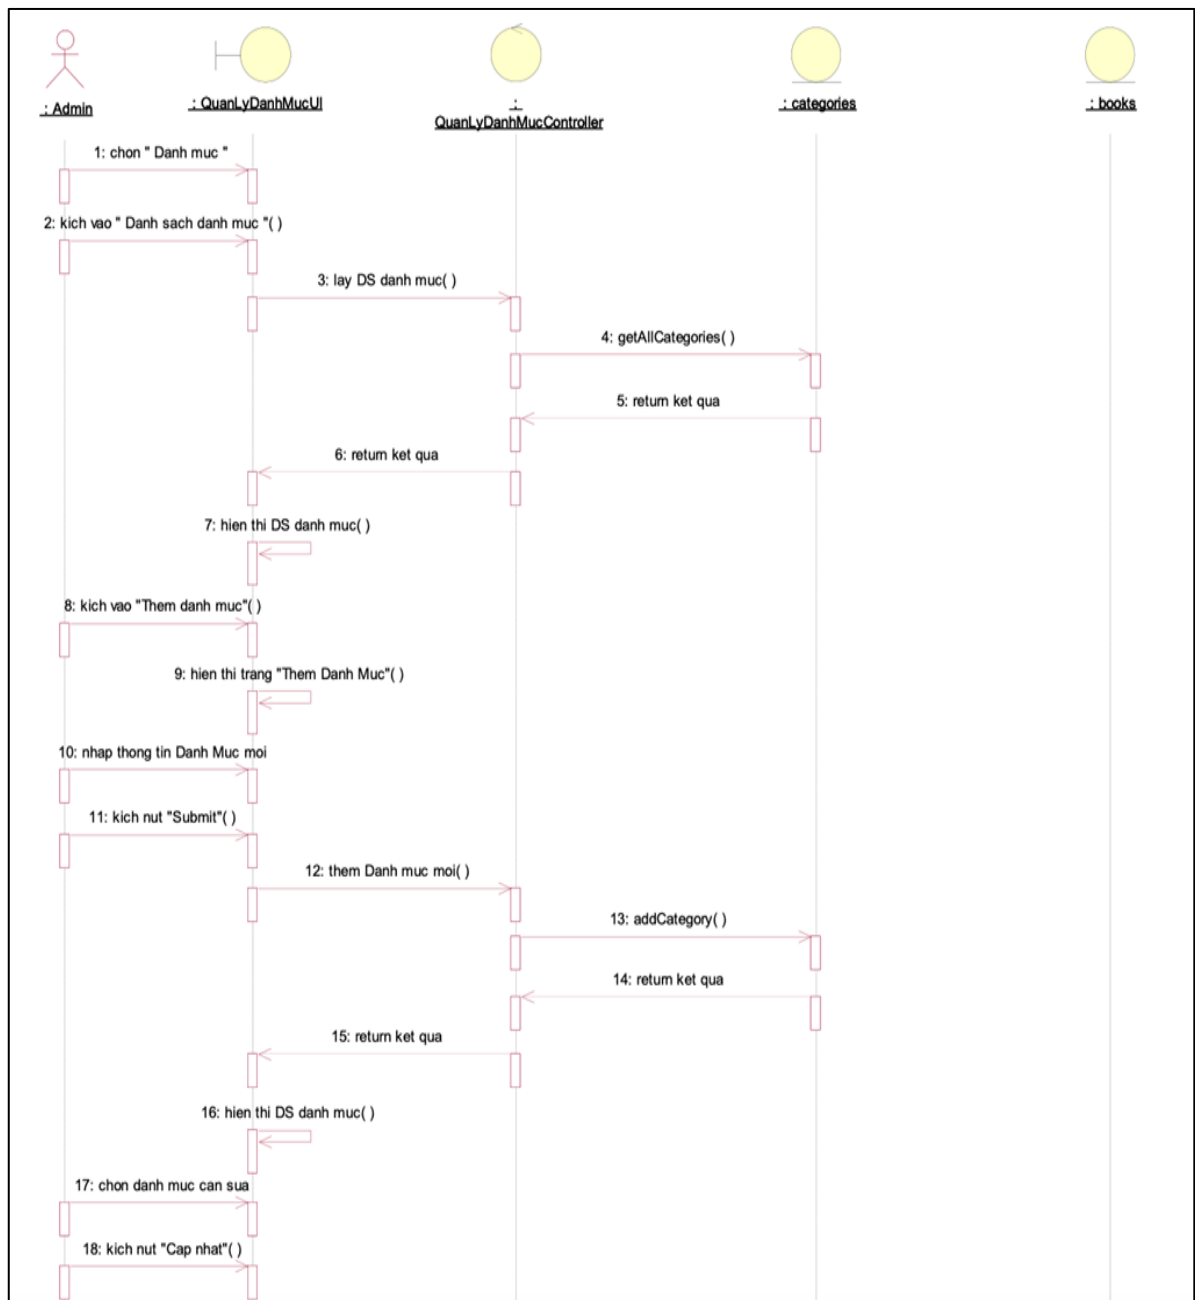 : Admin
: QuanLyDanhMucUI
:
QuanLyDanhMucController
: categories
: books
1: chon " Danh muc "
2: kich vao " Danh sach danh muc "( )
3: lay DS danh muc( )
4: getAllCategories( )
5: return ket qua
6: return ket qua
7: hien thi DS danh muc( )
8: kich vao "Them danh muc"( )
9: hien thi trang "Them Danh Muc"( )
10: nhap thong tin Danh Muc moi
11: kich nut "Submit"( )
12: them Danh muc moi( )
13: addCategory( )
14: return ket qua
15: return ket qua
16: hien thi DS danh muc( )
17: chon danh muc can sua
18: kich nut "Cap nhat"( )